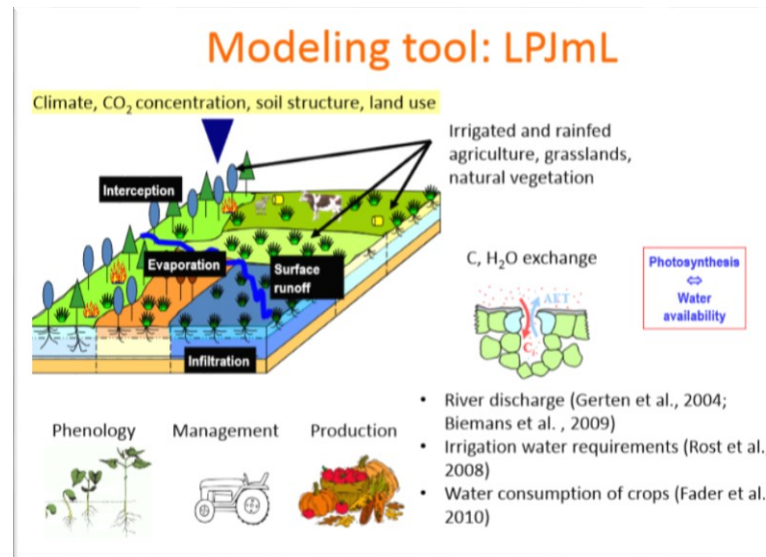 Modeling tool: LPJmL
Climate, CO₂ concentration, soil structure, land use
Irrigated and rainfed
agriculture, grasslands,
natural vegetation
Interception
Evaporation
Surface
runoff
Infiltration
C, H₂O exchange
AET
Photosynthesis
⇔
Water
availability
Phenology
Management
Production
• River discharge (Gerten et al., 2004;
Biemans et al. , 2009)
• Irrigation water requirements (Rost et al.
2008)
• Water consumption of crops (Fader et al.
2010)